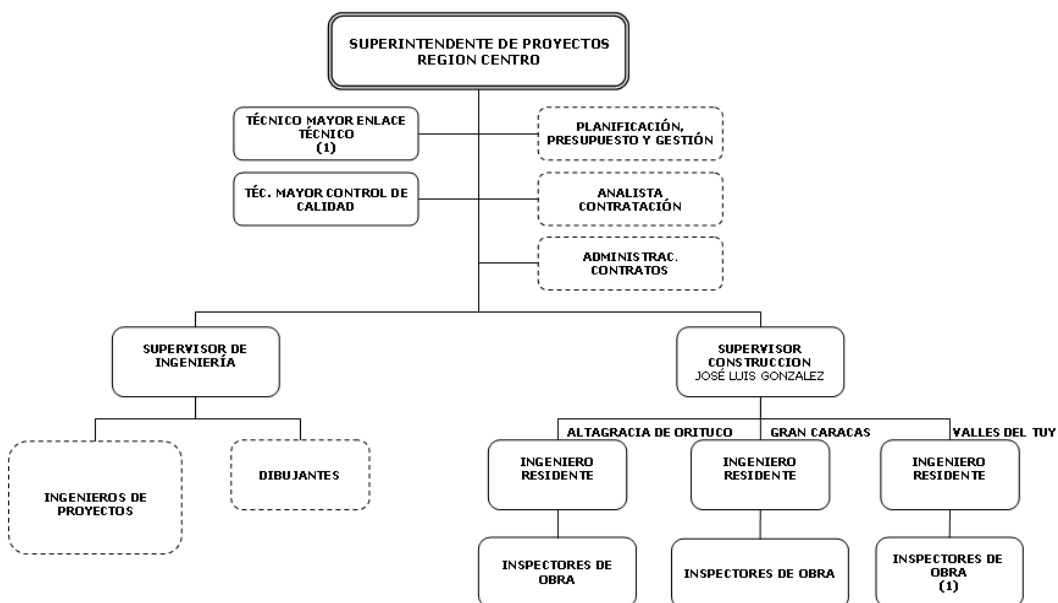 SUPERINTENDENTE DE PROYECTOS
REGION CENTRO
TÉCNICO MAYOR ENLACE
TÉCNICO
(1)
PLANIFICACIÓN,
PRESUPUESTO Y GESTIÓN
TÉC. MAYOR CONTROL DE
CALIDAD
ANALISTA
CONTRATACIÓN
ADMINISTRAC.
CONTRATOS
SUPERVISOR DE
INGENIERÍA
SUPERVISOR
CONSTRUCCION
JOSÉ LUIS GONZALEZ
INGENIEROS DE
PROYECTOS
DIBUJANTES
ALTAGRACIA DE ORITUCO
GRAN CARACAS
VALLES DEL TUY
INGENIERO
RESIDENTE
INGENIERO
RESIDENTE
INGENIERO
RESIDENTE
INSPECTORES DE
OBRA
INSPECTORES DE OBRA
INSPECTORES DE
OBRA
(1)